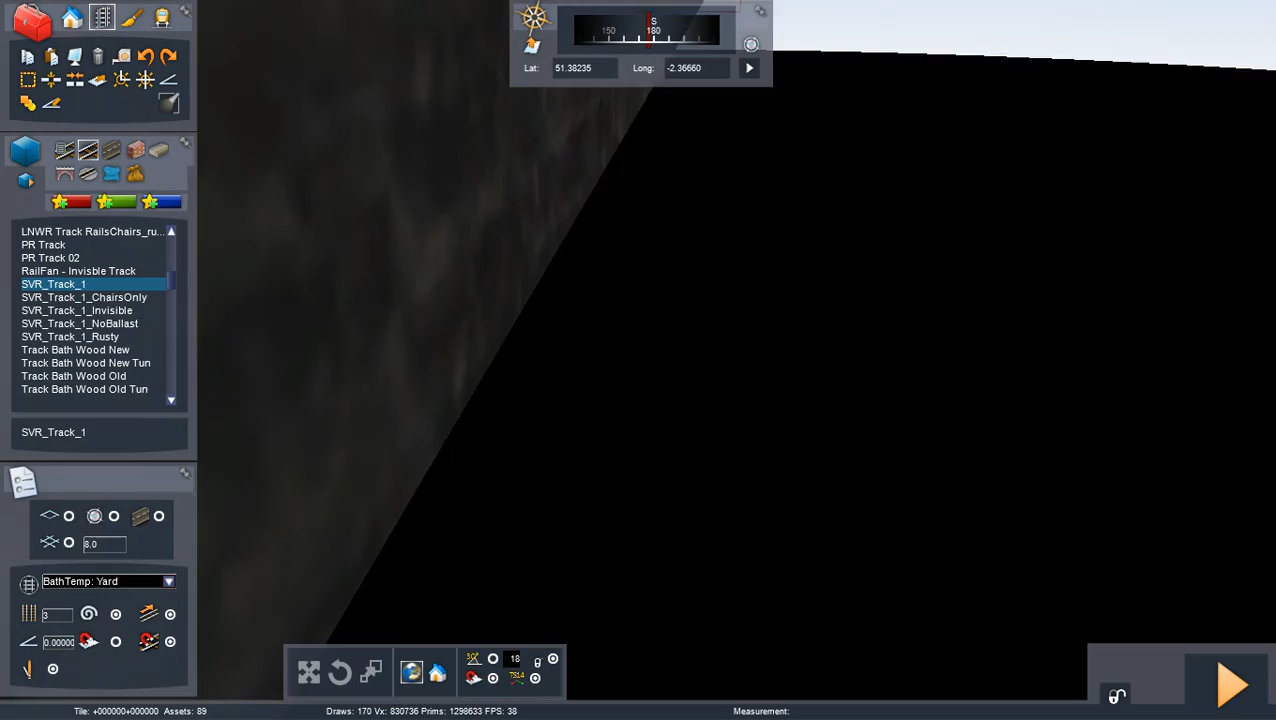 S
150 180
Lat: 51.38235 Long: -2.36660
LNWR Track RailsChairs_ru...
PR Track
PR Track 02
RailFan - Invisble Track
SVR_Track_1
SVR_Track_1_ChairsOnly
SVR_Track_1_Invisible
SVR_Track_1_NoBallast
SVR_Track_1_Rusty
Track Bath Wood New
Track Bath Wood New Tun
Track Bath Wood Old
Track Bath Wood Old Tun
SVR_Track_1
8.0
BathTemp: Yard
3
0.00000
18
TS14
Tile: +000000+000000 Assets: 89 Draws: 170 Vx: 830736 Prims: 1298633 FPS: 38 Measurement: